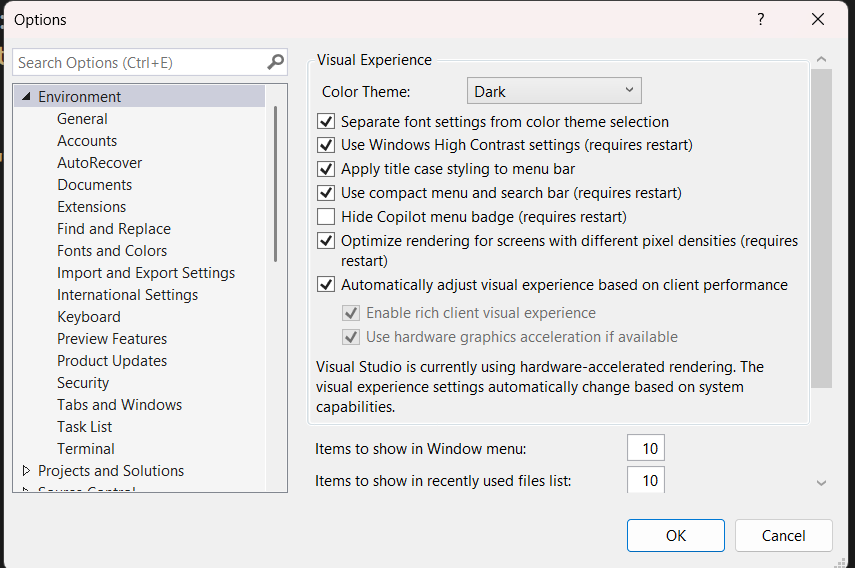 Options
?
Search Options (Ctrl+E)
Environment
General
Accounts
AutoRecover
Documents
Extensions
Find and Replace
Fonts and Colors
Import and Export Settings
International Settings
Keyboard
Preview Features
Product Updates
Security
Tabs and Windows
Task List
Terminal
Projects and Solutions
Source Control
Visual Experience
Color Theme:
Dark
Separate font settings from color theme selection
Use Windows High Contrast settings (requires restart)
Apply title case styling to menu bar
Use compact menu and search bar (requires restart)
Hide Copilot menu badge (requires restart)
Optimize rendering for screens with different pixel densities (requires
restart)
Automatically adjust visual experience based on client performance
Enable rich client visual experience
Use hardware graphics acceleration if available
Visual Studio is currently using hardware-accelerated rendering. The
visual experience settings automatically change based on system
capabilities.
Items to show in Window menu: 10
Items to show in recently used files list: 10
OK
Cancel